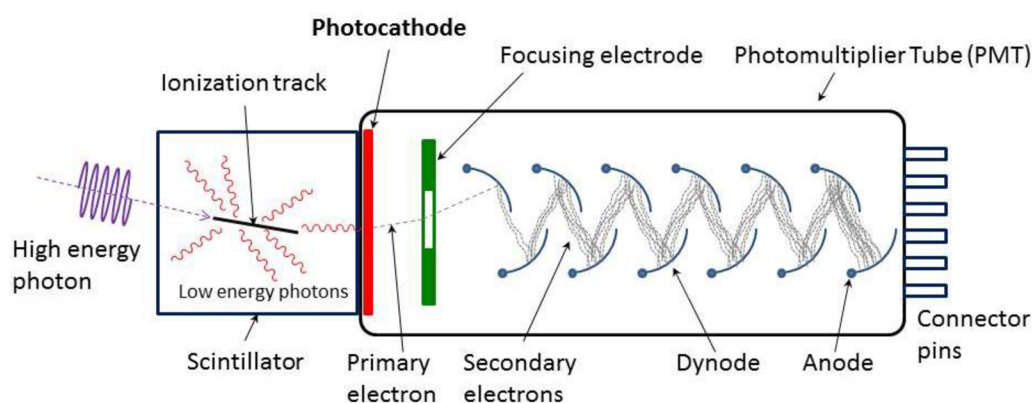 Photocathode
Focusing electrode
Photomultiplier Tube (PMT)
Ionization track
High energy
photon
Low energy photons
Scintillator
Primary
electron
Secondary
electrons
Dynode
Anode
Connector
pins